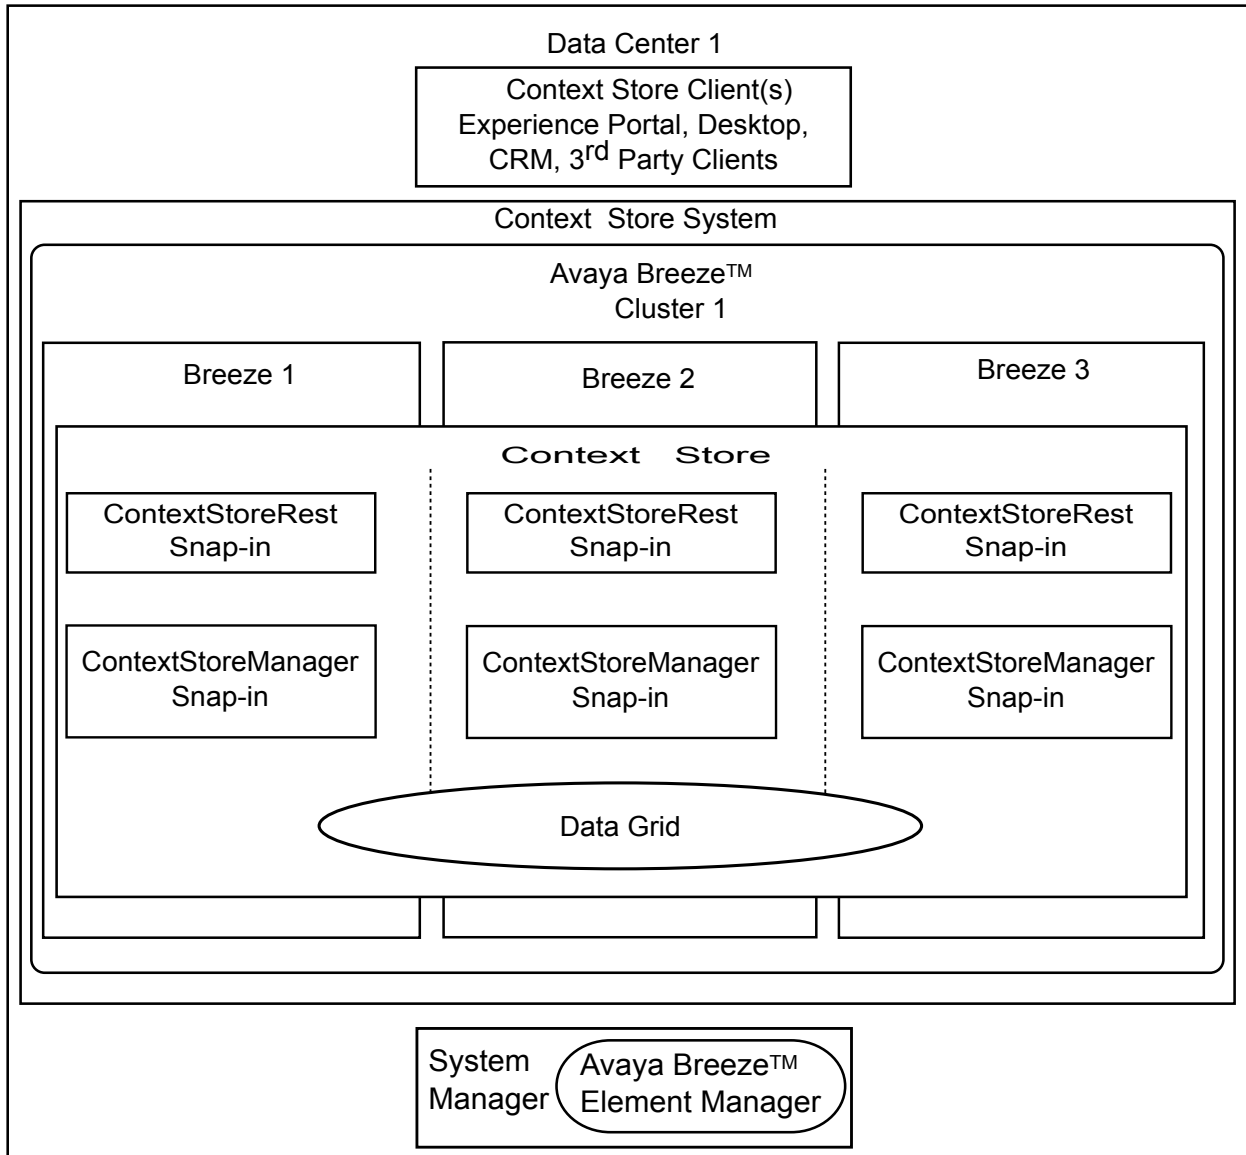 Data Center 1
Context Store Client(s)
Experience Portal, Desktop,
CRM, 3rd Party Clients
Context Store System
Avaya Breeze™
Cluster 1
Breeze 1
Breeze 2
Breeze 3
Context Store
ContextStoreRest
Snap-in
ContextStoreRest
Snap-in
ContextStoreRest
Snap-in
ContextStoreManager
Snap-in
ContextStoreManager
Snap-in
ContextStoreManager
Snap-in
Data Grid
System
Manager
Avaya Breeze™
Element Manager